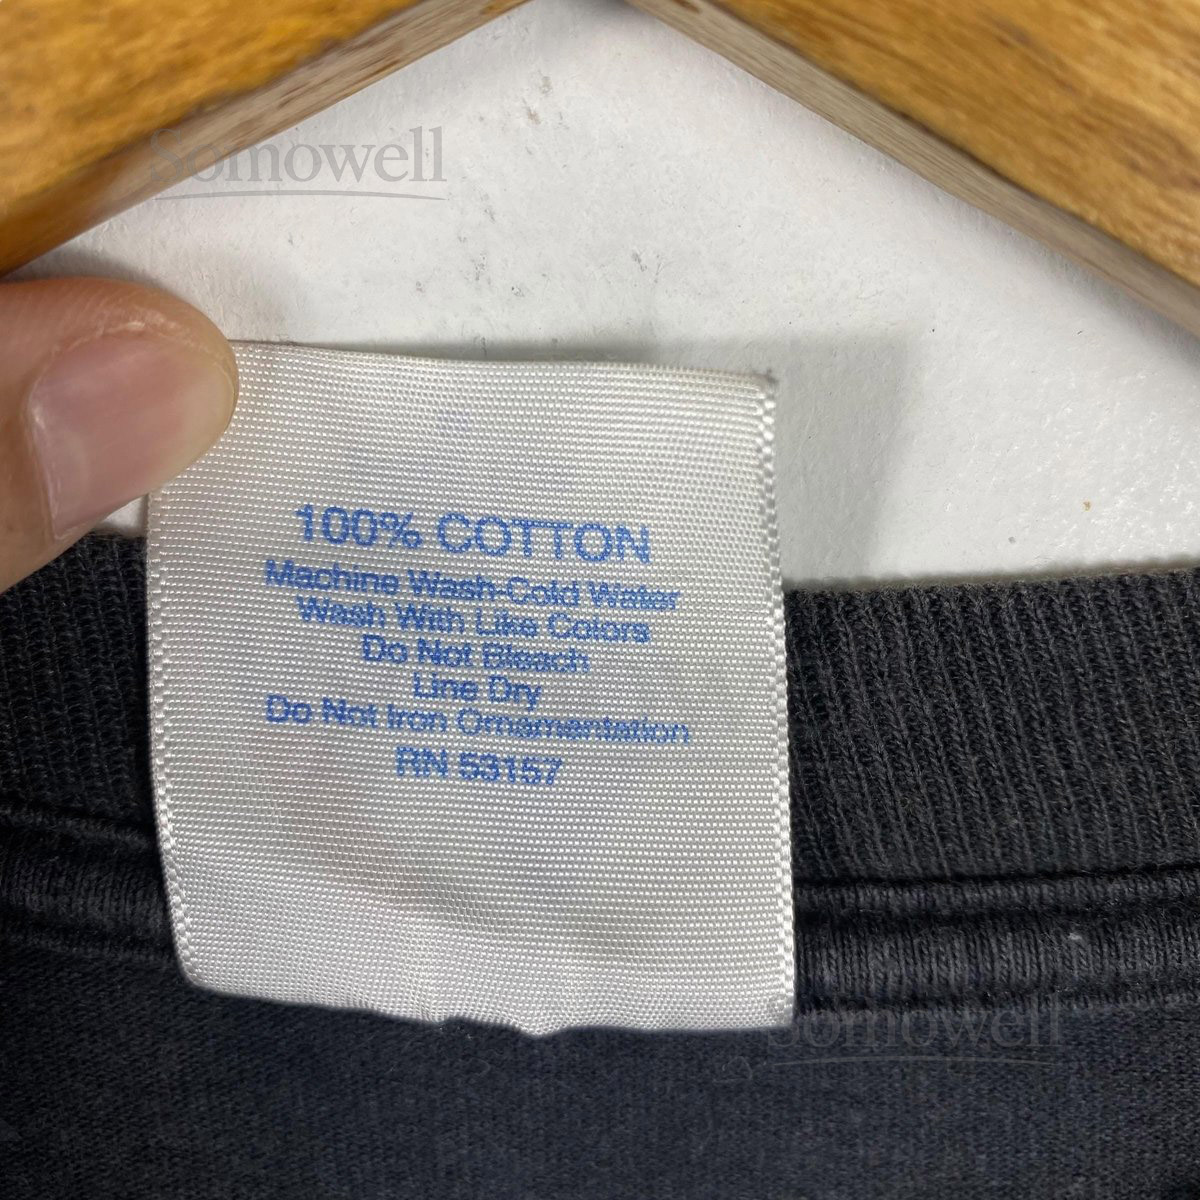 Somowell
100% COTTON
Machine Wash-Cold Water
Wash With Like Colors
Do Not Bleach
Line Dry
Do Not Iron Ornamentation
RN 53157
Somowell